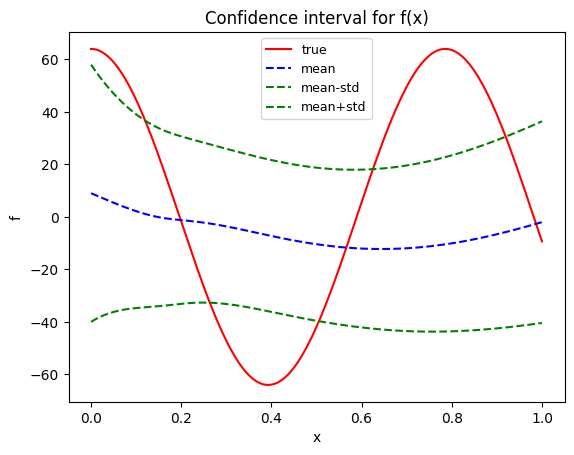 Confidence interval for f(x)
true
mean
mean-std
mean+std
f
60
40
20
0
−20
−40
−60
0.0 0.2 0.4 0.6 0.8 1.0
x